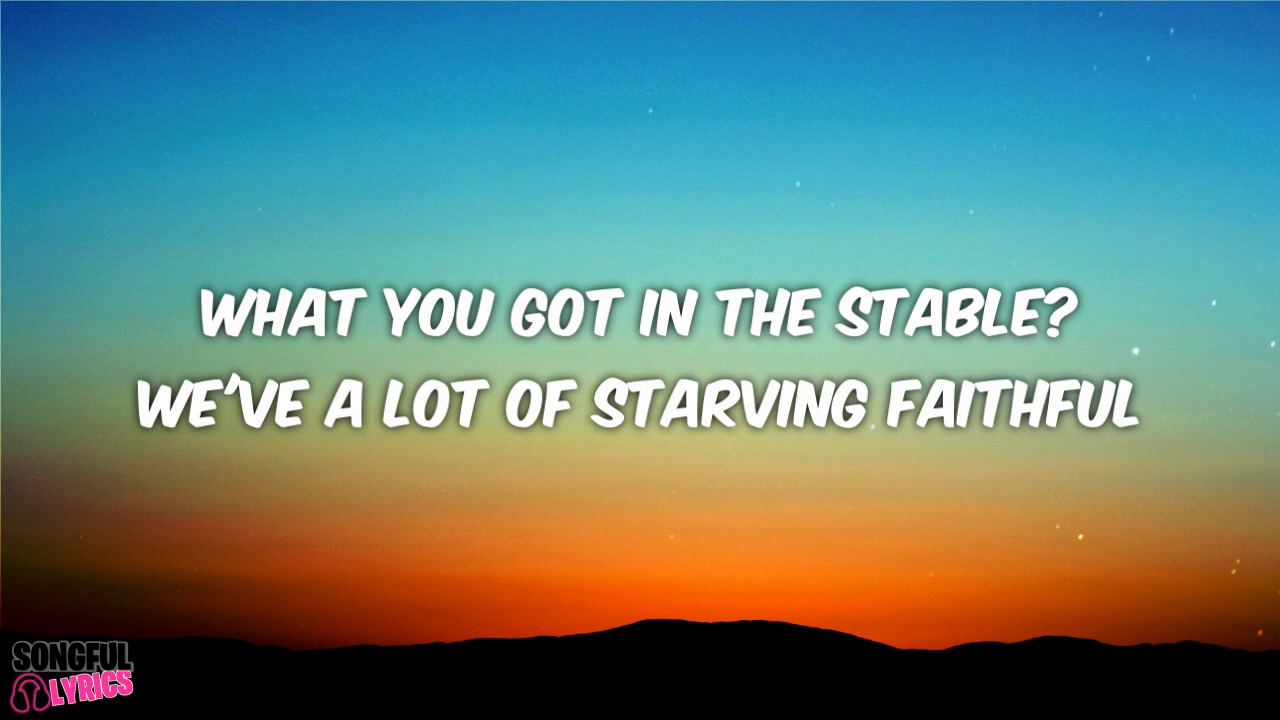 WHAT YOU GOT IN THE STABLE?
WE'VE A LOT OF STARVING FAITHFUL
SONGFUL
LYRICS